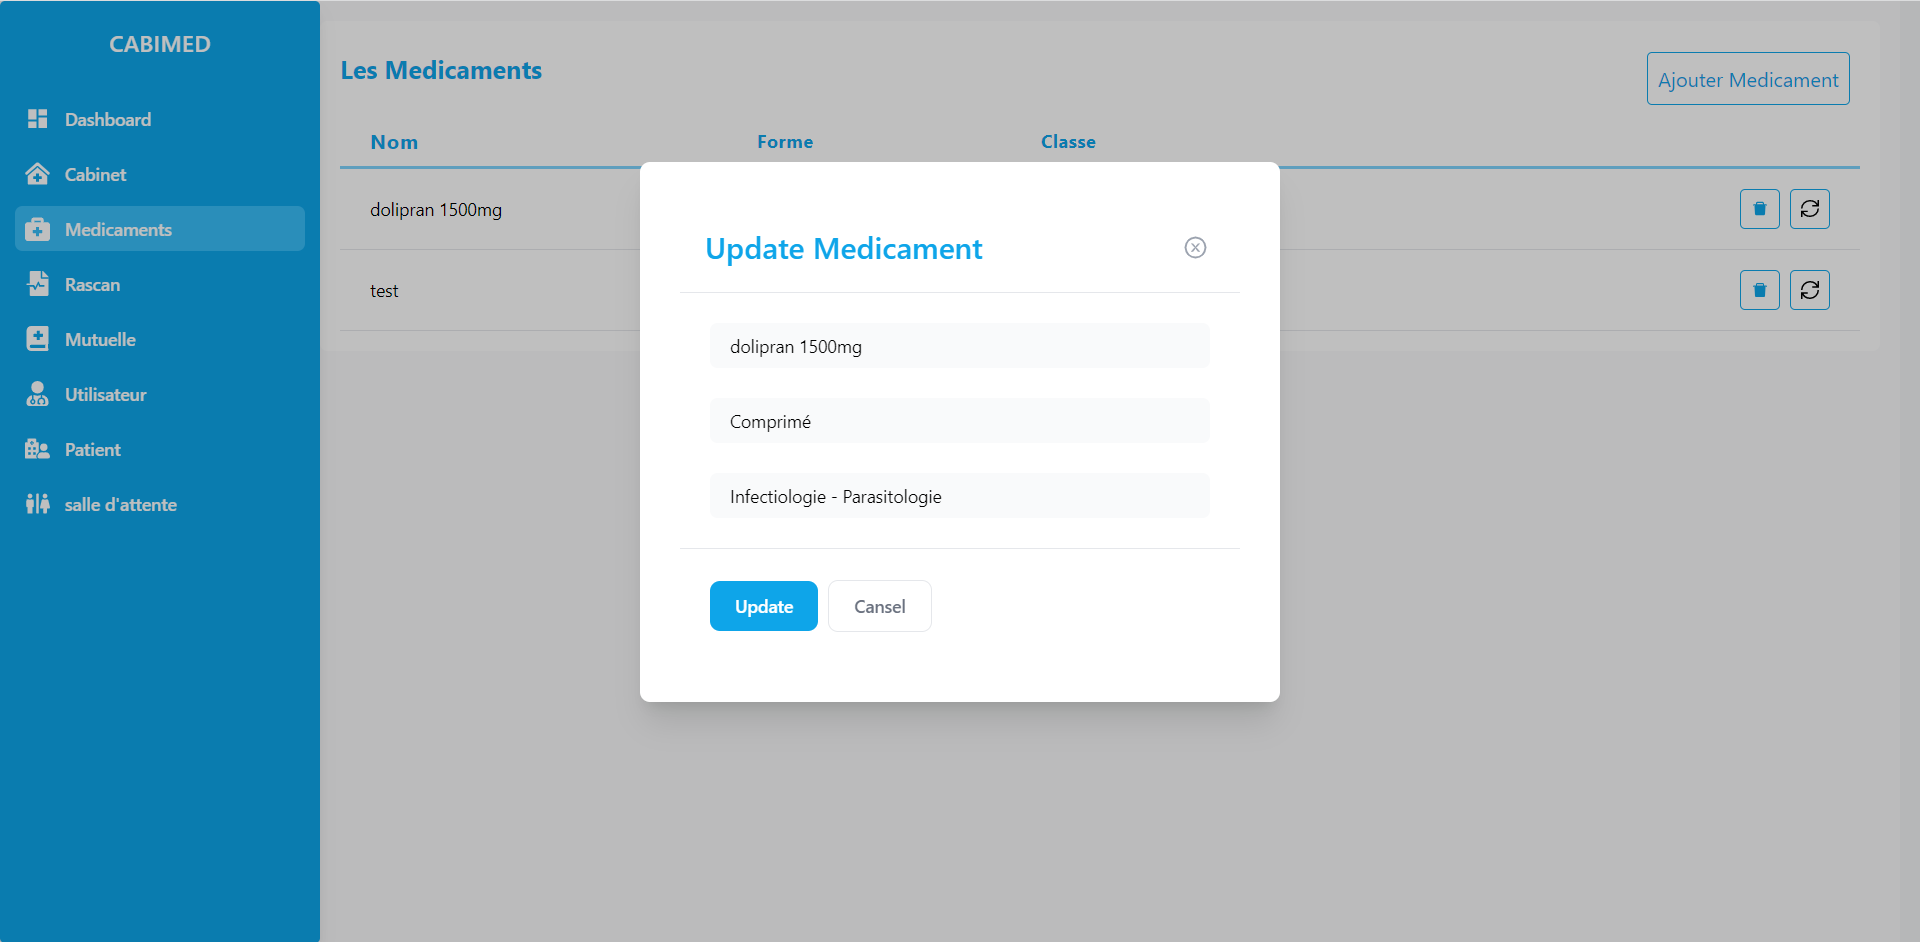 CABIMED
Dashboard
Cabinet
Medicaments
Rascan
Mutuelle
Utilisateur
Patient
salle d'attente
Les Medicaments
Ajouter Medicament
Nom Forme Classe
dolipran 1500mg
test
Update Medicament
dolipran 1500mg
Comprimé
Infectiologie - Parasitologie
Update Cansel